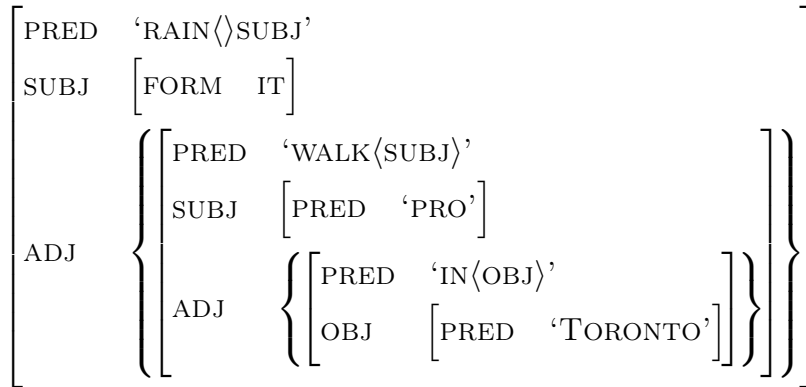 PRED ‘RAIN⟨⟩SUBJ’
SUBJ [FORM IT]
PRED ‘WALK⟨SUBJ⟩’
SUBJ [PRED ‘PRO’]
ADJ
PRED ‘IN⟨OBJ⟩’
ADJ
OBJ [PRED ‘TORONTO’]